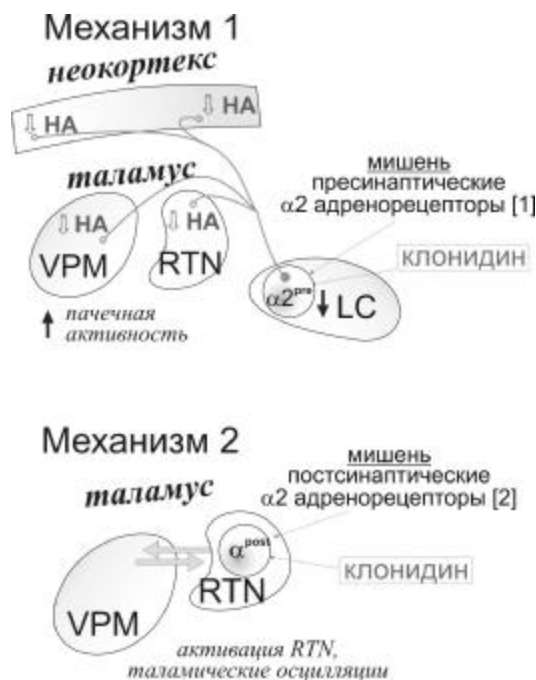 Механизм 1
неокортекс
⇩ НА
⇩ НА
таламус
мишень
пресинаптические
α2 адренорецепторы [1]
⇩ НА
⇩ НА
КЛОНИДИН
VPM
RTN
α2ᵖʳᵉ ↓ LC
↑ пачечная
активность
Механизм 2
мишень
таламус
постсинаптические
α2 адренорецепторы [2]
αᵖᵒˢᵗ
КЛОНИДИН
RTN
VPM
активация RTN,
таламические осцилляции